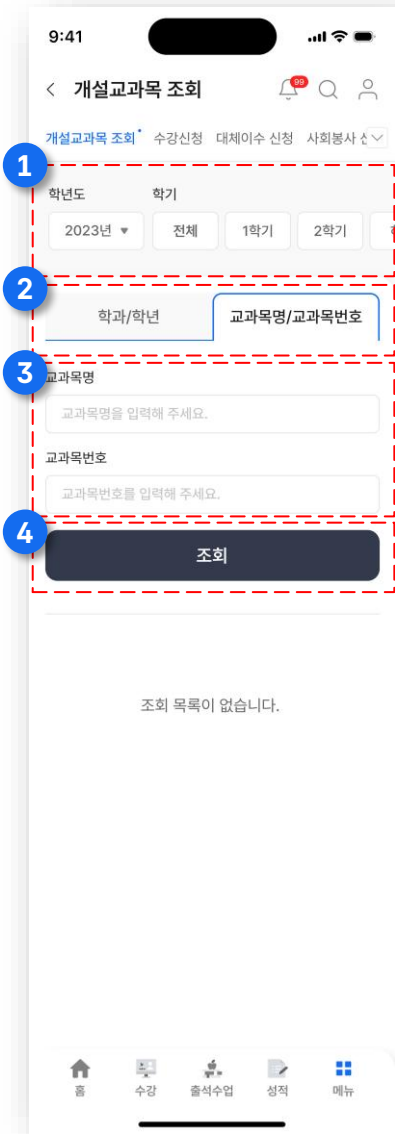 9:41
개설교과목 조회
99
개설교과목 조회 수강신청 대체이수 신청 사회봉사
1
학년도 학기
2023년 전체 1학기 2학기
2
학과/학년 교과목명/교과목번호
3
교과목명
교과목명을 입력해 주세요.
교과목번호
교과목번호를 입력해 주세요.
4
조회
조회 목록이 없습니다.
홈 수강 출석수업 성적 메뉴